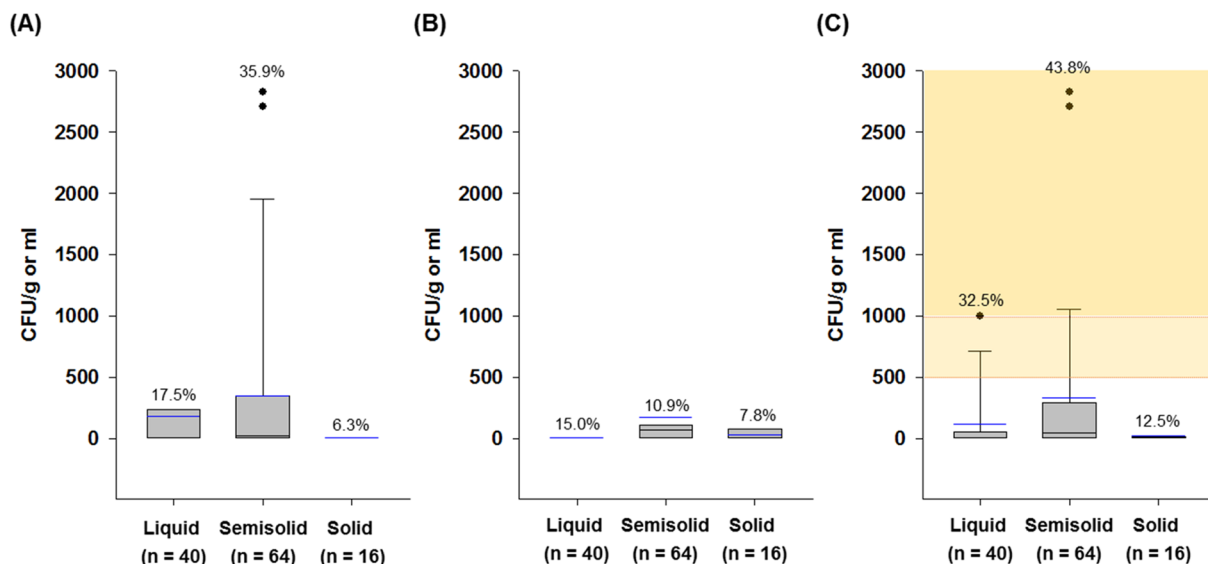 (A)
CFU/g or ml
3000
2500
2000
1500
1000
500
0
17.5%
35.9%
6.3%
Liquid Semisolid Solid
(n = 40) (n = 64) (n = 16)
(B)
CFU/g or ml
3000
2500
2000
1500
1000
500
0
15.0%
10.9%
7.8%
Liquid Semisolid Solid
(n = 40) (n = 64) (n = 16)
(C)
CFU/g or ml
3000
2500
2000
1500
1000
500
0
32.5%
43.8%
12.5%
Liquid Semisolid Solid
(n = 40) (n = 64) (n = 16)